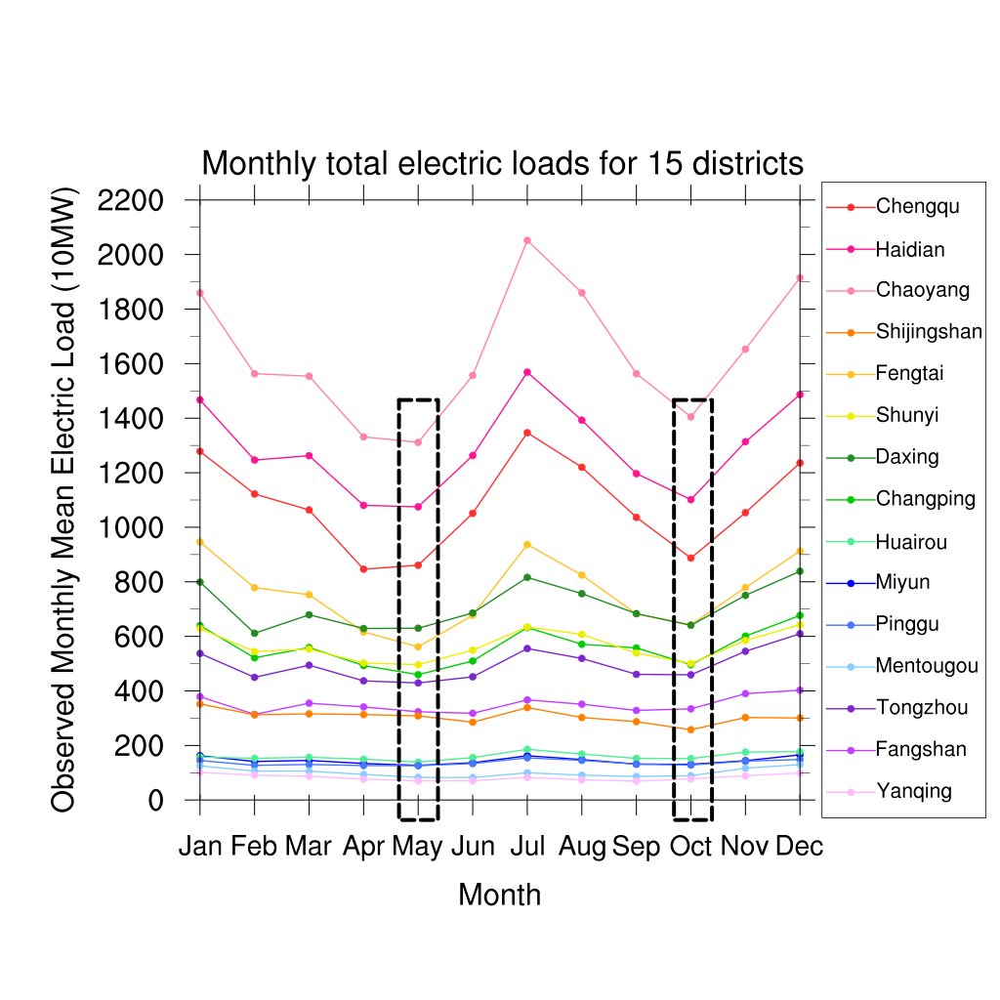 Monthly total electric loads for 15 districts
Observed Monthly Mean Electric Load (10MW)
2200
2000
1800
1600
1400
1200
1000
800
600
400
200
0
Jan Feb Mar Apr May Jun Jul Aug Sep Oct Nov Dec
Month
Chengqu
Haidian
Chaoyang
Shijingshan
Fengtai
Shunyi
Daxing
Changping
Huairou
Miyun
Pinggu
Mentougou
Tongzhou
Fangshan
Yanqing